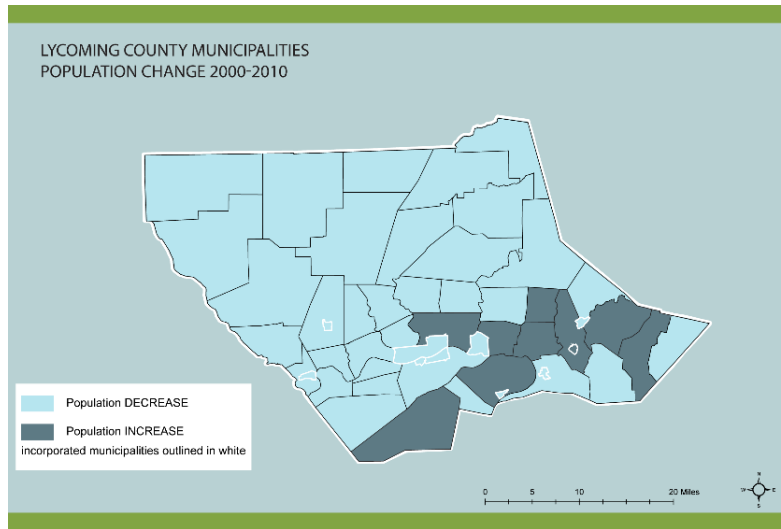 LYCOMING COUNTY MUNICIPALITIES
POPULATION CHANGE 2000-2010
Population DECREASE
Population INCREASE
incorporated municipalities outlined in white
0 5 10 20 Miles
N
W E
S